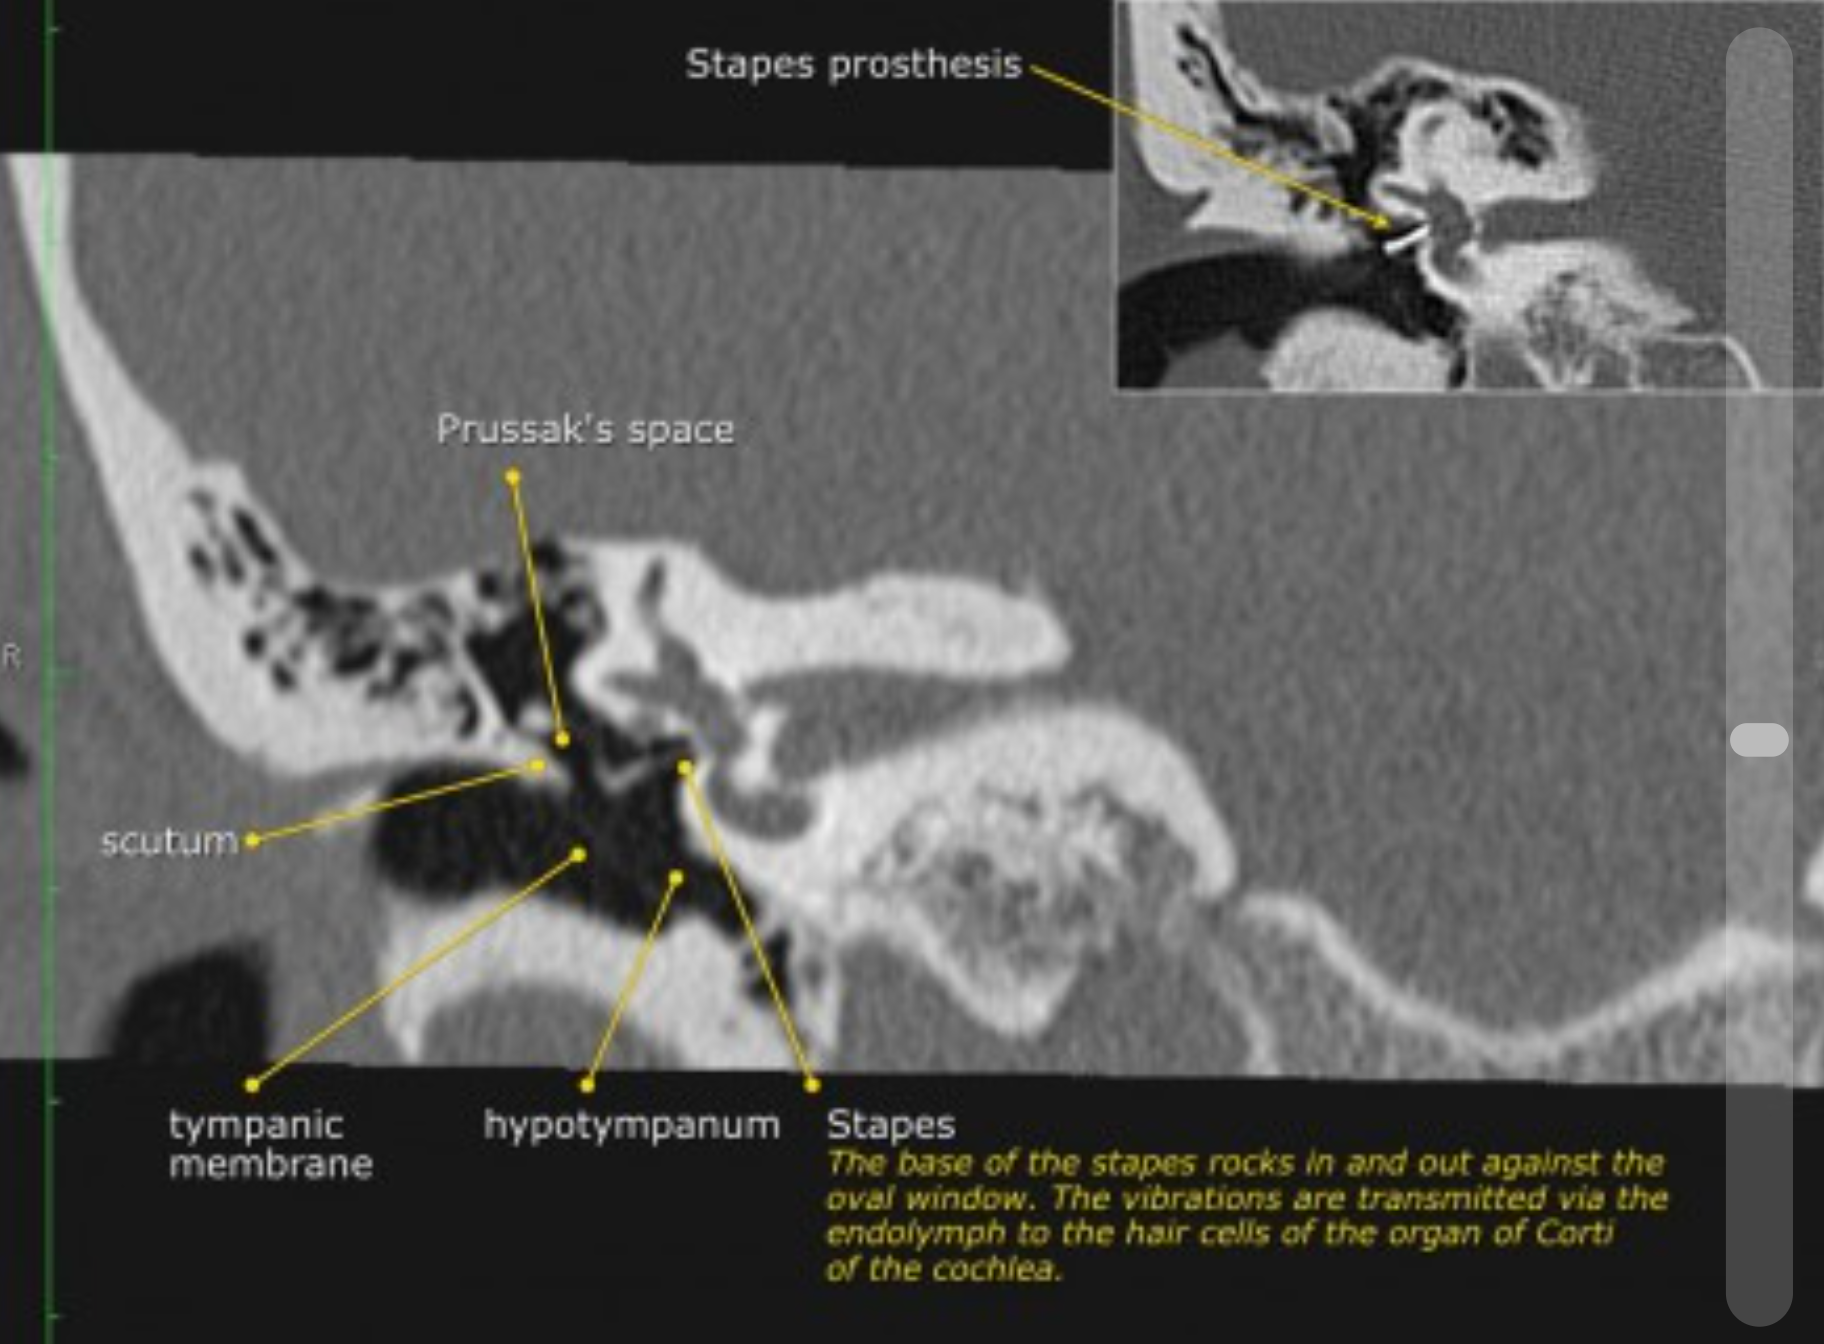 Stapes prosthesis
Prussak's space
R
scutum
tympanic
membrane
hypotympanum
Stapes
The base of the stapes rocks in and out against the
oval window. The vibrations are transmitted via the
endolymph to the hair cells of the organ of Corti
of the cochlea.